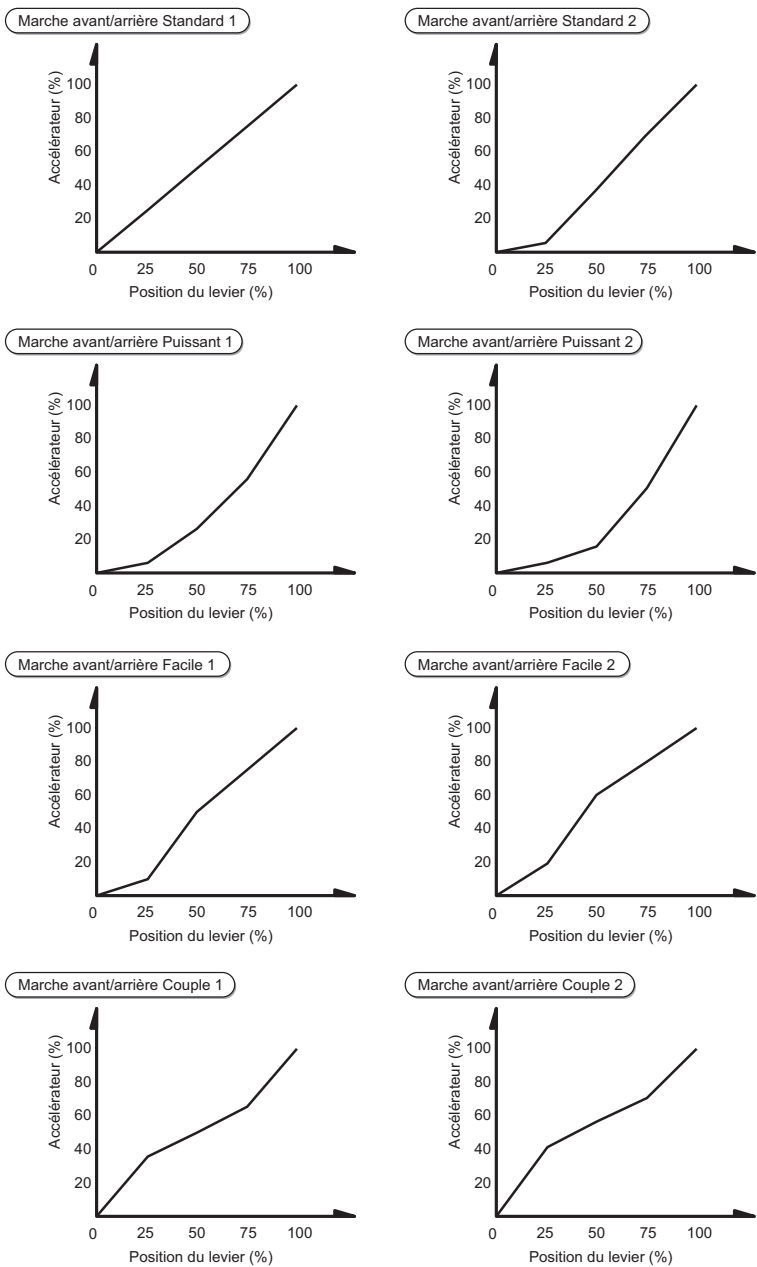 Marche avant/arrière Standard 1
Accélérateur (%)
100
80
60
40
20
0 25 50 75 100
Position du levier (%)
Marche avant/arrière Standard 2
Accélérateur (%)
100
80
60
40
20
0 25 50 75 100
Position du levier (%)
Marche avant/arrière Puissant 1
Accélérateur (%)
100
80
60
40
20
0 25 50 75 100
Position du levier (%)
Marche avant/arrière Puissant 2
Accélérateur (%)
100
80
60
40
20
0 25 50 75 100
Position du levier (%)
Marche avant/arrière Facile 1
Accélérateur (%)
100
80
60
40
20
0 25 50 75 100
Position du levier (%)
Marche avant/arrière Facile 2
Accélérateur (%)
100
80
60
40
20
0 25 50 75 100
Position du levier (%)
Marche avant/arrière Couple 1
Accélérateur (%)
100
80
60
40
20
0 25 50 75 100
Position du levier (%)
Marche avant/arrière Couple 2
Accélérateur (%)
100
80
60
40
20
0 25 50 75 100
Position du levier (%)